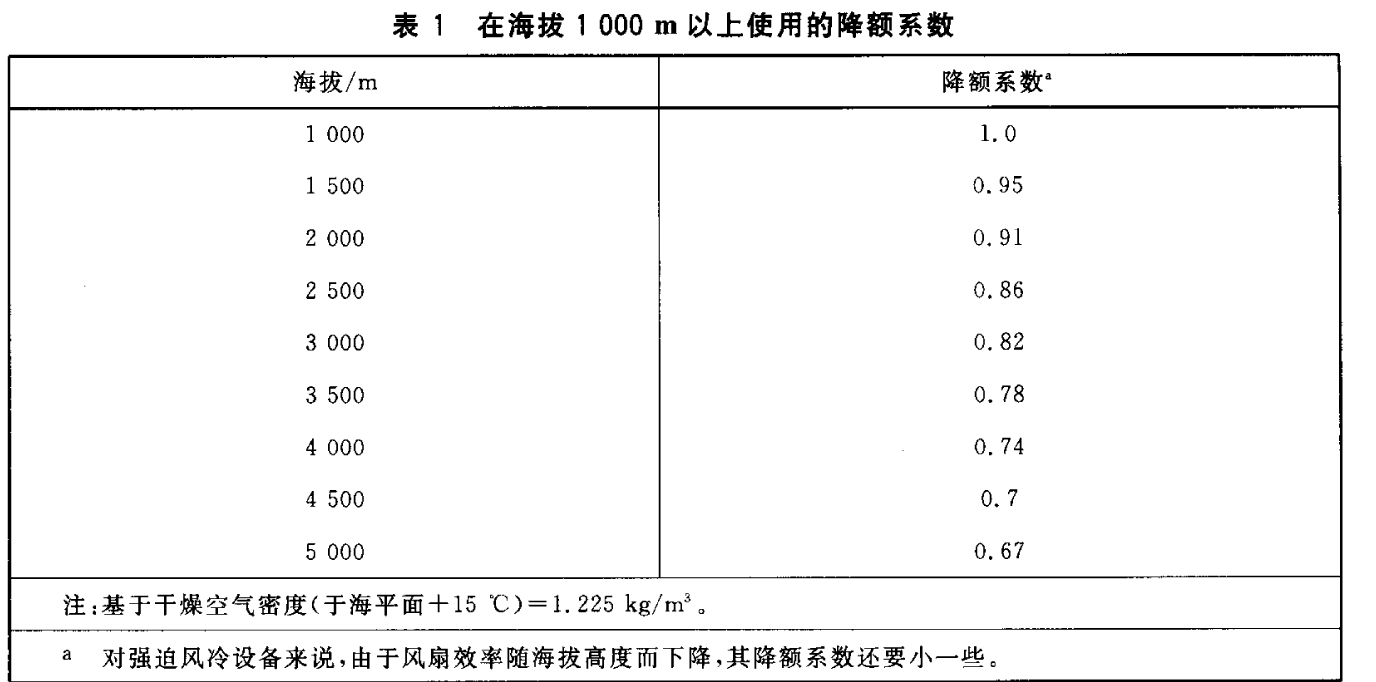 表 1 在海拔 1 000 m 以上使用的降额系数
海拔/m 降额系数ᵃ
1 000 1.0
1 500 0.95
2 000 0.91
2 500 0.86
3 000 0.82
3 500 0.78
4 000 0.74
4 500 0.7
5 000 0.67
注:基于干燥空气密度(于海平面+15 ℃)=1.225 kg/m³。
a 对强迫风冷设备来说,由于风扇效率随海拔高度而下降,其降额系数还要小一些。